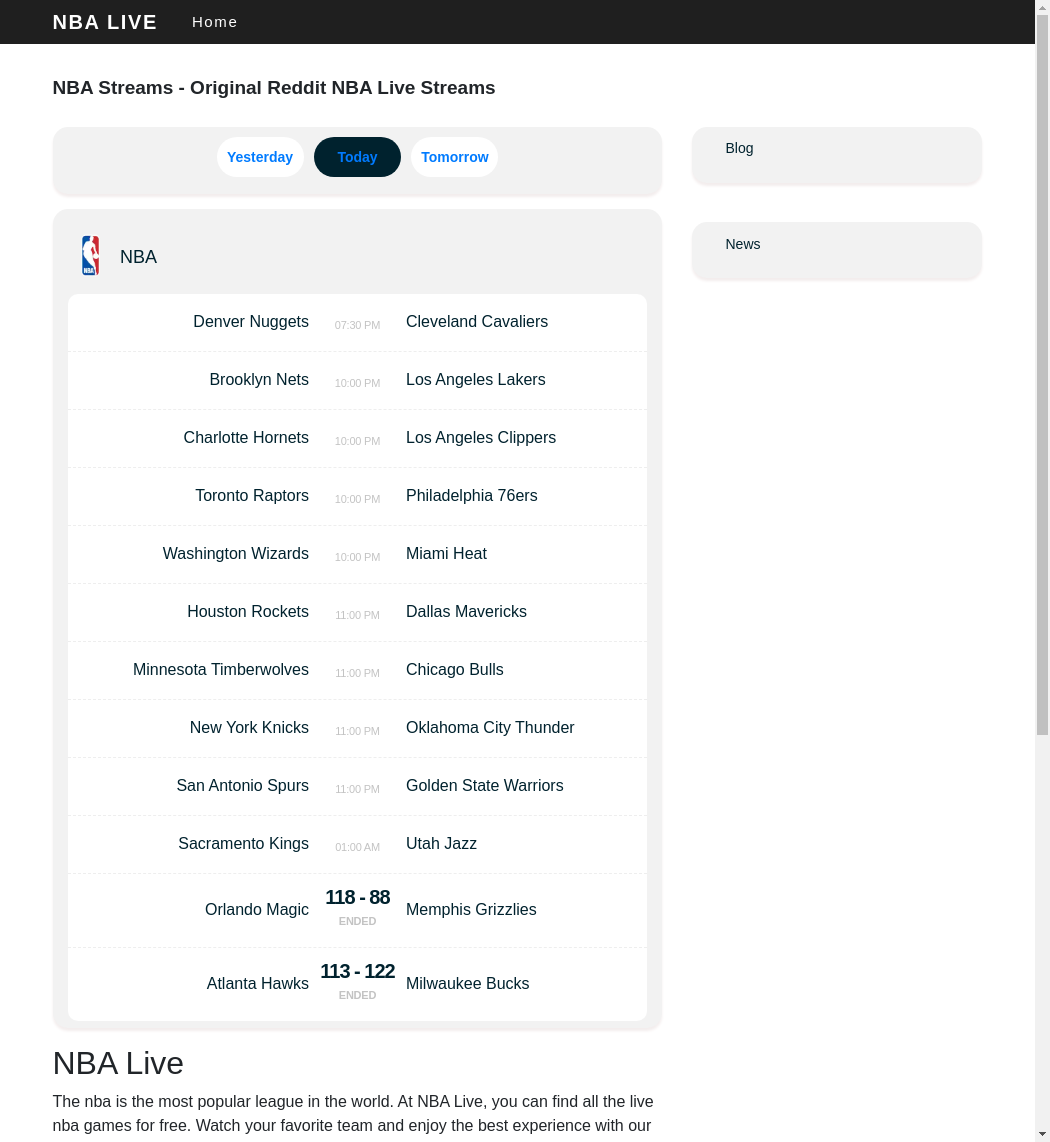 NBA LIVE
Home
NBA Streams - Original Reddit NBA Live Streams
Yesterday
Today
Tomorrow
Blog
News
NBA
NBA
Denver Nuggets 07:30 PM Cleveland Cavaliers
Brooklyn Nets 10:00 PM Los Angeles Lakers
Charlotte Hornets 10:00 PM Los Angeles Clippers
Toronto Raptors 10:00 PM Philadelphia 76ers
Washington Wizards 10:00 PM Miami Heat
Houston Rockets 11:00 PM Dallas Mavericks
Minnesota Timberwolves 11:00 PM Chicago Bulls
New York Knicks 11:00 PM Oklahoma City Thunder
San Antonio Spurs 11:00 PM Golden State Warriors
Sacramento Kings 01:00 AM Utah Jazz
118 - 88
Orlando Magic Memphis Grizzlies
ENDED
113 - 122
Atlanta Hawks Milwaukee Bucks
ENDED
NBA Live
The nba is the most popular league in the world. At NBA Live, you can find all the live
nba games for free. Watch your favorite team and enjoy the best experience with our